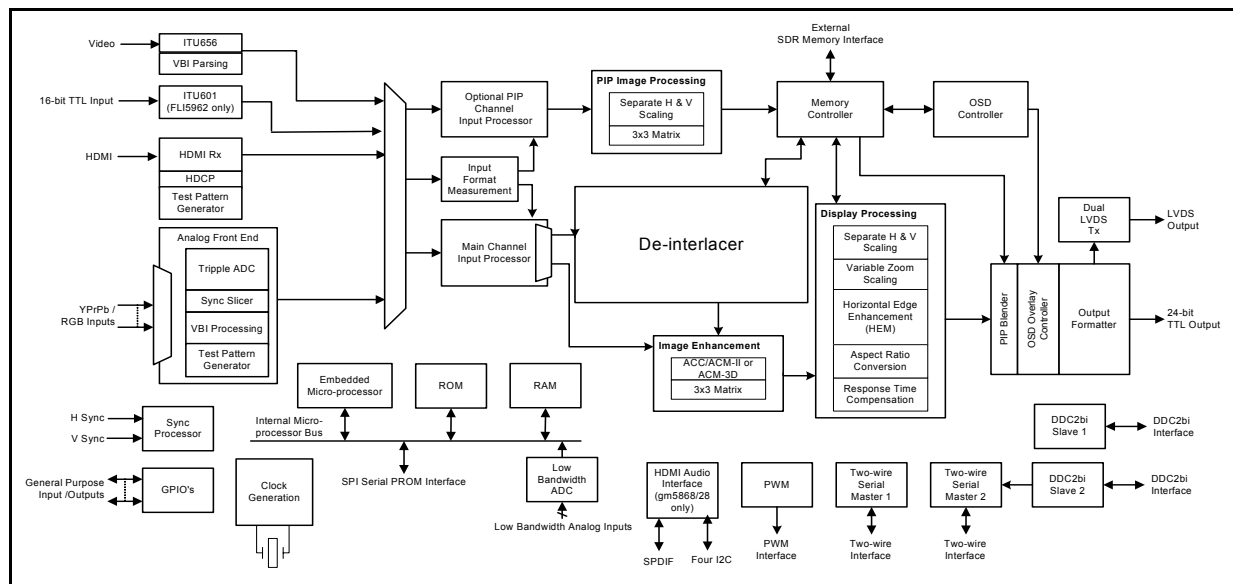 Video
ITU656
VBI Parsing
16-bit TTL Input
ITU601
(FLI5962 only)
HDMI
HDMI Rx
HDCP
Test Pattern
Generator
Analog Front End
Tripple ADC
Sync Slicer
VBI Processing
Test Pattern
Generator
YPrPb /
RGB Inputs
Optional PIP
Channel
Input Processor
Input
Format
Measurement
Main Channel
Input Processor
PIP Image Processing
Separate H & V
Scaling
3x3 Matrix
External
SDR Memory Interface
Memory
Controller
OSD
Controller
De-interlacer
Image Enhancement
ACC/ACM-II or
ACM-3D
3x3 Matrix
Display Processing
Separate H & V
Scaling
Variable Zoom
Scaling
Horizontal Edge
Enhancement
(HEM)
Aspect Ratio
Conversion
Response Time
Compensation
PIP Blender
OSD Overlay
Controller
Output
Formatter
Dual
LVDS
Tx
LVDS
Output
24-bit
TTL Output
H Sync
V Sync
Sync
Processor
General Purpose
Input /Outputs
GPIO's
Clock
Generation
Embedded
Micro-processor
ROM
RAM
Internal Micro-
processor Bus
SPI Serial PROM Interface
Low
Bandwidth
ADC
Low Bandwidth Analog Inputs
HDMI Audio
Interface
(gm5868/28
only)
SPDIF
Four I2C
PWM
PWM
Interface
Two-wire
Serial
Master 1
Two-wire Interface
Two-wire
Serial
Master 2
Two-wire Interface
DDC2bi
Slave 1
DDC2bi
Interface
DDC2bi
Slave 2
DDC2bi
Interface